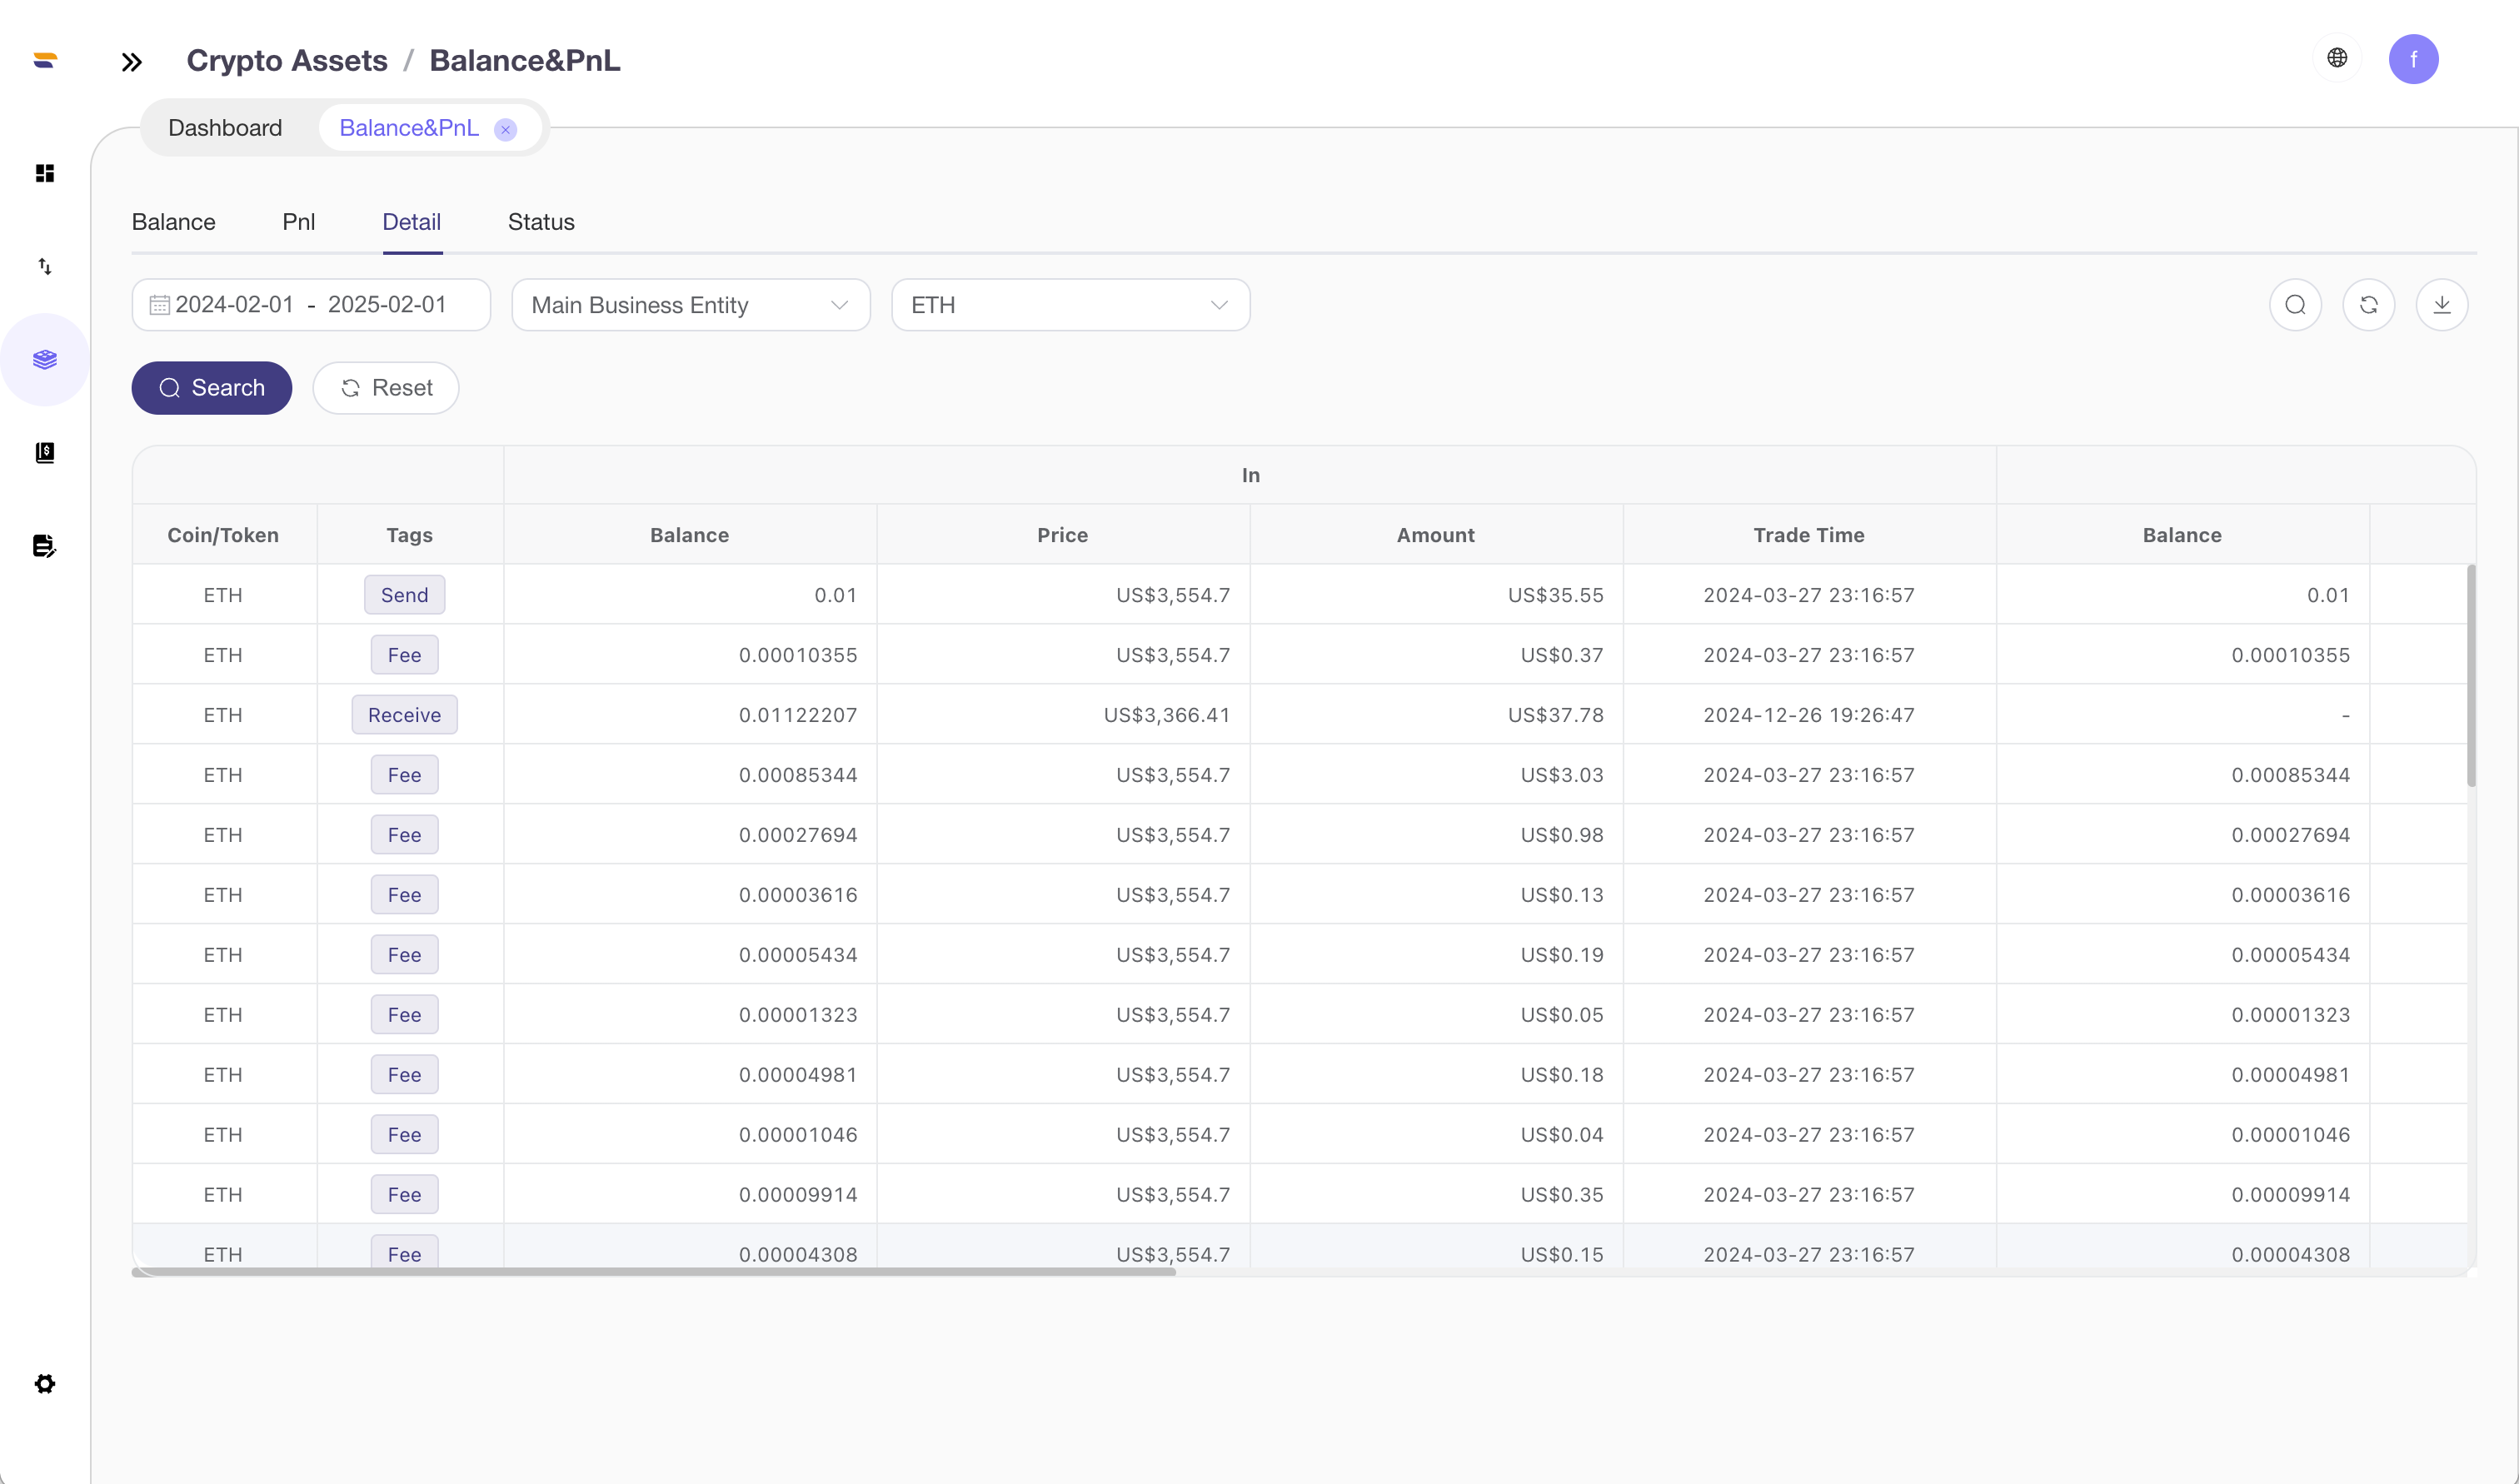 Crypto Assets / Balance&PnL
f
Dashboard Balance&PnL
Balance Pnl Detail Status
2024-02-01 - 2025-02-01 Main Business Entity ETH
Search Reset
In
Coin/Token Tags Balance Price Amount Trade Time Balance
ETH Send 0.01 US$3,554.7 US$35.55 2024-03-27 23:16:57 0.01
ETH Fee 0.00010355 US$3,554.7 US$0.37 2024-03-27 23:16:57 0.00010355
ETH Receive 0.01122207 US$3,366.41 US$37.78 2024-12-26 19:26:47 -
ETH Fee 0.00085344 US$3,554.7 US$3.03 2024-03-27 23:16:57 0.00085344
ETH Fee 0.00027694 US$3,554.7 US$0.98 2024-03-27 23:16:57 0.00027694
ETH Fee 0.00003616 US$3,554.7 US$0.13 2024-03-27 23:16:57 0.00003616
ETH Fee 0.00005434 US$3,554.7 US$0.19 2024-03-27 23:16:57 0.00005434
ETH Fee 0.00001323 US$3,554.7 US$0.05 2024-03-27 23:16:57 0.00001323
ETH Fee 0.00004981 US$3,554.7 US$0.18 2024-03-27 23:16:57 0.00004981
ETH Fee 0.00001046 US$3,554.7 US$0.04 2024-03-27 23:16:57 0.00001046
ETH Fee 0.00009914 US$3,554.7 US$0.35 2024-03-27 23:16:57 0.00009914
ETH Fee 0.00004308 US$3,554.7 US$0.15 2024-03-27 23:16:57 0.00004308